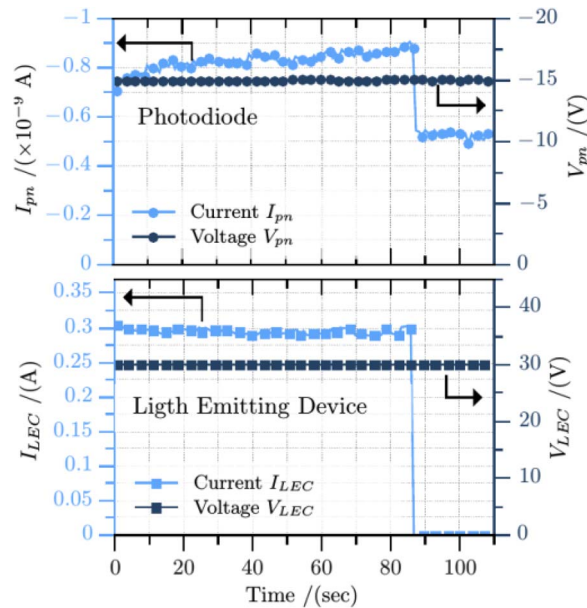 −1
−0.8
−0.6
−0.4
−0.2
0
I_pn /(×10⁻⁹ A)
Photodiode
Current I_pn
Voltage V_pn
−20
−15
−10
−5
0
V_pn /(V)
0.35
0.3
0.25
0.2
0.15
0.1
0.05
0
I_LEC /(A)
Ligth Emitting Device
Current I_LEC
Voltage V_LEC
40
30
20
10
0
V_LEC /(V)
0 20 40 60 80 100
Time /(sec)